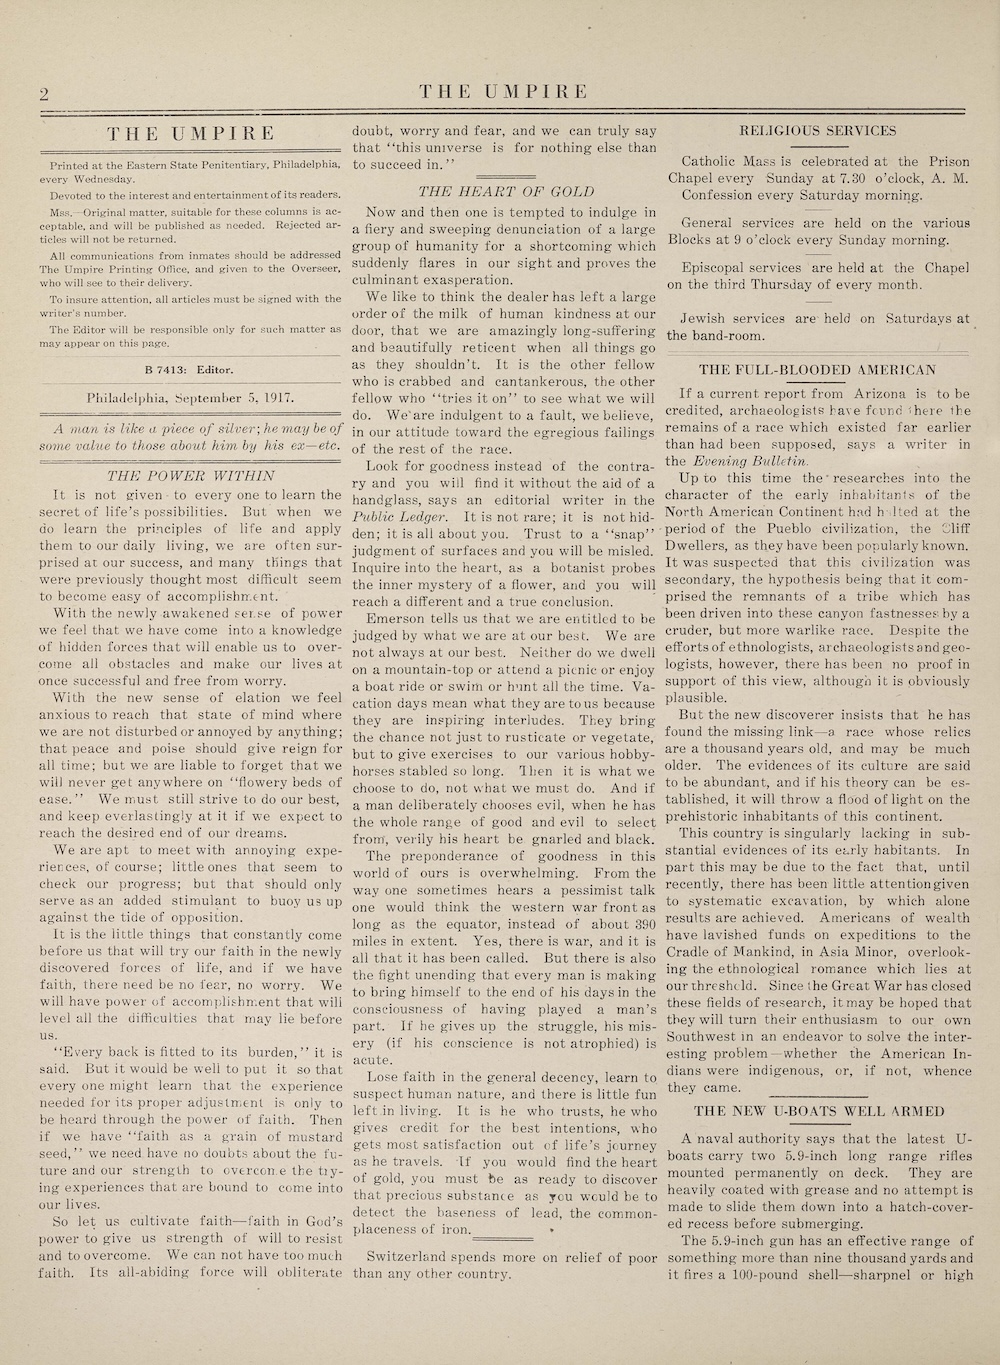 2
THE UMPIRE
THE UMPIRE
Printed at the Eastern State Penitentiary, Philadelphia,
every Wednesday.
Devoted to the interest and entertainment of its readers.
Mss.—Original matter, suitable for these columns is ac-
ceptable, and will be published as needed. Rejected ar-
ticles will not be returned.
All communications from inmates should be addressed
The Umpire Printing Office, and given to the Overseer,
who will see to their delivery.
To insure attention, all articles must be signed with the
writer's number.
The Editor will be responsible only for such matter as
may appear on this page.
B 7413: Editor.
Philadelphia, September 5, 1917.
A man is like a piece of silver; he may be of
some value to those about him by his ex—etc.
THE POWER WITHIN
It is not given to every one to learn the
secret of life's possibilities. But when we
do learn the principles of life and apply
them to our daily living, we are often sur-
prised at our success, and many things that
were previously thought most difficult seem
to become easy of accomplishment.
With the newly awakened sense of power
we feel that we have come into a knowledge
of hidden forces that will enable us to over-
come all obstacles and make our lives at
once successful and free from worry.
With the new sense of elation we feel
anxious to reach that state of mind where
we are not disturbed or annoyed by anything;
that peace and poise should give reign for
all time; but we are liable to forget that we
will never get anywhere on "flowery beds of
ease." We must still strive to do our best,
and keep everlastingly at it if we expect to
reach the desired end of our dreams.
We are apt to meet with annoying expe-
riences, of course; little ones that seem to
check our progress; but that should only
serve as an added stimulant to buoy us up
against the tide of opposition.
It is the little things that constantly come
before us that will try our faith in the newly
discovered forces of life, and if we have
faith, there need be no fear, no worry. We
will have power of accomplishment that will
level all the difficulties that may lie before
us.
"Every back is fitted to its burden," it is
said. But it would be well to put it so that
every one might learn that the experience
needed for its proper adjustment is only to
be heard through the power of faith. Then
if we have "faith as a grain of mustard
seed," we need have no doubts about the fu-
ture and our strength to overcome the try-
ing experiences that are bound to come into
our lives.
So let us cultivate faith—faith in God's
power to give us strength of will to resist
and to overcome. We can not have too much
faith. Its all-abiding force will obliterate
doubt, worry and fear, and we can truly say
that "this universe is for nothing else than
to succeed in."
THE HEART OF GOLD
Now and then one is tempted to indulge in
a fiery and sweeping denunciation of a large
group of humanity for a shortcoming which
suddenly flares in our sight and proves the
culminant exasperation.
We like to think the dealer has left a large
order of the milk of human kindness at our
door, that we are amazingly long-suffering
and beautifully reticent when all things go
as they shouldn't. It is the other fellow
who is crabbed and cantankerous, the other
fellow who "tries it on" to see what we will
do. We are indulgent to a fault, we believe,
in our attitude toward the egregious failings
of the rest of the race.
Look for goodness instead of the contra-
ry and you will find it without the aid of a
handglass, says an editorial writer in the
Public Ledger. It is not rare; it is not hid-
den; it is all about you. Trust to a "snap"
judgment of surfaces and you will be misled.
Inquire into the heart, as a botanist probes
the inner mystery of a flower, and you will
reach a different and a true conclusion.
Emerson tells us that we are entitled to be
judged by what we are at our best. We are
not always at our best. Neither do we dwell
on a mountain-top or attend a picnic or enjoy
a boat ride or swim or hunt all the time. Va-
cation days mean what they are to us because
they are inspiring interludes. They bring
the chance not just to rusticate or vegetate,
but to give exercises to our various hobby-
horses stabled so long. Then it is what we
choose to do, not what we must do. And if
a man deliberately chooses evil, when he has
the whole range of good and evil to select
from, verily his heart be gnarled and black.
The preponderance of goodness in this
world of ours is overwhelming. From the
way one sometimes hears a pessimist talk
one would think the western war front as
long as the equator, instead of about 390
miles in extent. Yes, there is war, and it is
all that it has been called. But there is also
the fight unending that every man is making
to bring himself to the end of his days in the
consciousness of having played a man's
part. If he gives up the struggle, his mis-
ery (if his conscience is not atrophied) is
acute.
Lose faith in the general decency, learn to
suspect human nature, and there is little fun
left in living. It is he who trusts, he who
gives credit for the best intentions, who
gets most satisfaction out of life's journey
as he travels. If you would find the heart
of gold, you must be as ready to discover
that precious substance as you would be to
detect the baseness of lead, the common-
placeness of iron.
Switzerland spends more on relief of poor
than any other country.
RELIGIOUS SERVICES
Catholic Mass is celebrated at the Prison
Chapel every Sunday at 7.30 o'clock, A. M.
Confession every Saturday morning.
General services are held on the various
Blocks at 9 o'clock every Sunday morning.
Episcopal services are held at the Chapel
on the third Thursday of every month.
Jewish services are held on Saturdays at
the band-room.
THE FULL-BLOODED AMERICAN
If a current report from Arizona is to be
credited, archaeologists have found there the
remains of a race which existed far earlier
than had been supposed, says a writer in
the Evening Bulletin.
Up to this time the researches into the
character of the early inhabitants of the
North American Continent had halted at the
period of the Pueblo civilization, the Cliff
Dwellers, as they have been popularly known.
It was suspected that this civilization was
secondary, the hypothesis being that it com-
prised the remnants of a tribe which has
been driven into these canyon fastnesses by a
cruder, but more warlike race. Despite the
efforts of ethnologists, archaeologists and geo-
logists, however, there has been no proof in
support of this view, although it is obviously
plausible.
But the new discoverer insists that he has
found the missing link—a race whose relics
are a thousand years old, and may be much
older. The evidences of its culture are said
to be abundant, and if his theory can be es-
tablished, it will throw a flood of light on the
prehistoric inhabitants of this continent.
This country is singularly lacking in sub-
stantial evidences of its early habitants. In
part this may be due to the fact that, until
recently, there has been little attention given
to systematic excavation, by which alone
results are achieved. Americans of wealth
have lavished funds on expeditions to the
Cradle of Mankind, in Asia Minor, overlook-
ing the ethnological romance which lies at
our threshold. Since the Great War has closed
these fields of research, it may be hoped that
they will turn their enthusiasm to our own
Southwest in an endeavor to solve the inter-
esting problem—whether the American In-
dians were indigenous, or, if not, whence
they came.
THE NEW U-BOATS WELL ARMED
A naval authority says that the latest U-
boats carry two 5.9-inch long range rifles
mounted permanently on deck. They are
heavily coated with grease and no attempt is
made to slide them down into a hatch-cover-
ed recess before submerging.
The 5.9-inch gun has an effective range of
something more than nine thousand yards and
it fires a 100-pound shell—sharpnel or high